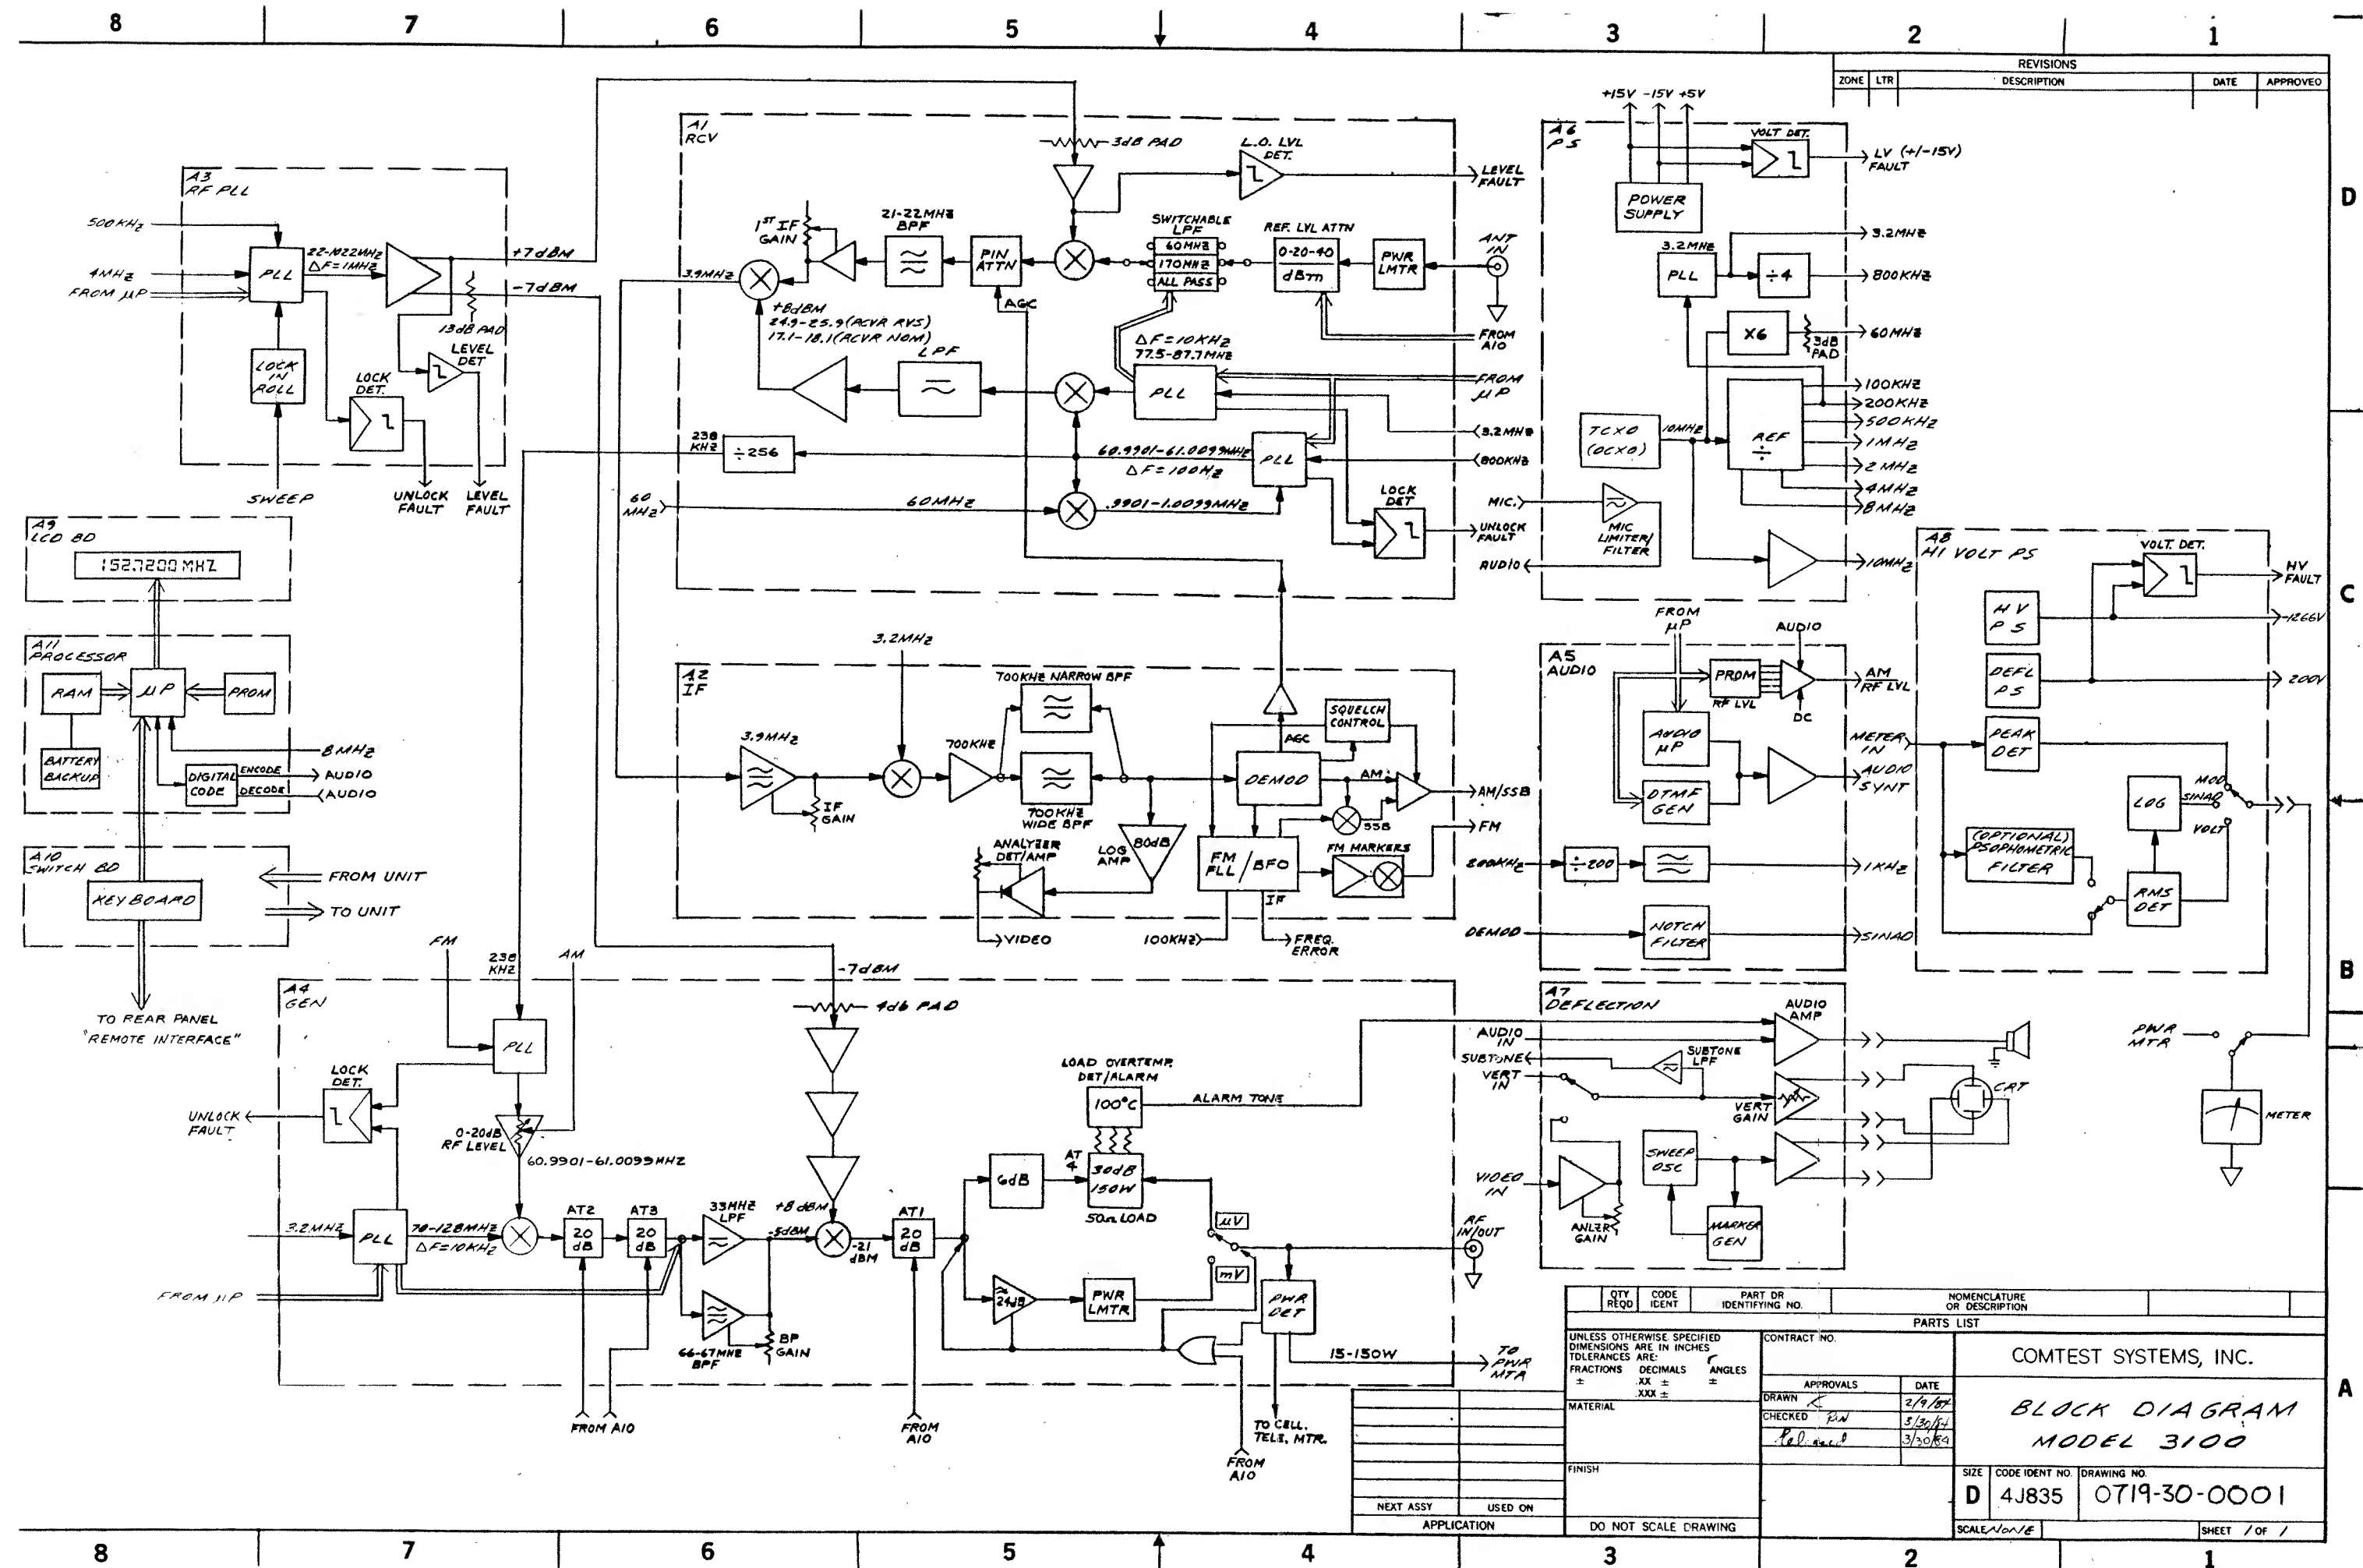 8 7 6 5 4 3 2 1
REVISIONS
ZONE LTR DESCRIPTION DATE APPROVED
D
C
B
A
A3
RF PLL
500KHz
4MHz
FROM µP
PLL
22-1022MHz
ΔF=1MHz
+7dBM
-7dBM
13dB PAD
LEVEL
DET
LOCK
IN
ROLL
LOCK
DET.
SWEEP
UNLOCK
FAULT
LEVEL
FAULT
A9
LCD BD
152.7200 MHZ
A11
PROCESSOR
RAM
µP
PROM
BATTERY
BACKUP
8MHz
DIGITAL
CODE
ENCODE
DECODE
AUDIO
AUDIO
A10
SWITCH BD
KEYBOARD
FROM UNIT
TO UNIT
TO REAR PANEL
"REMOTE INTERFACE"
A1
RCV
3dB PAD
L.O. LVL
DET.
LEVEL
FAULT
1ST IF
GAIN
21-22MHz
BPF
PIN
ATTN
SWITCHABLE
LPF
60MHz
170MHz
ALL PASS
REF. LVL ATTN
0-20-40
dBm
PWR
LMTR
ANT
IN
FROM
A10
3.9MHz
AGC
+8dBM
24.9-25.9(RCVR RVS)
17.1-18.1(RCVR NOM)
LPF
ΔF=10KHz
77.5-87.7MHz
PLL
FROM
µP
3.2MHz
800KHz
238
KHz
÷256
60.9901-61.0099MHz
ΔF=100Hz
PLL
60
MHz
60MHz
.9901-1.0099MHz
LOCK
DET
UNLOCK
FAULT
A2
IF
3.2MHz
700KHz NARROW BPF
3.9MHz
700KHz
700KHz
WIDE BPF
IF
GAIN
AGC
SQUELCH
CONTROL
DEMOD
AM
SSB
AM/SSB
FM
LOG
AMP
80dB
ANALYZER
DET/AMP
FM
PLL / BFO
FM MARKERS
IF
VIDEO
100KHz
FREQ.
ERROR
A4
GEN
FM
238
KHz
AM
-7dBM
4db PAD
PLL
LOCK
DET.
UNLOCK
FAULT
0-20dB
RF LEVEL
60.9901-61.0099MHz
3.2MHz
PLL
70-128MHz
ΔF=10KHz
FROM µP
AT2
20
dB
AT3
20
dB
33MHz
LPF
66-67MHz
BPF
BP
GAIN
+8dBM
-5dBM
-21
dBM
AT1
20
dB
6dB
AT
4
30dB
150W
50Ω LOAD
LOAD OVERTEMP.
DET/ALARM
100°C
ALARM TONE
24dB
PWR
LMTR
µV
mV
PWR
DET
RF
IN/OUT
15-150W
TO
PWR
MTR
FROM A10
FROM
A10
TO CELL.
TELE, MTR.
FROM
A10
A6
PS
+15V -15V +5V
VOLT DET.
LV (+/-15V)
FAULT
POWER
SUPPLY
3.2MHz
PLL
÷4
3.2MHz
800KHz
X6
3dB
PAD
60MHz
TCXO
(OCXO)
10MHz
REF
÷
100KHz
200KHz
500KHz
1MHz
2MHz
4MHz
8MHz
10MHz
MIC.
MIC
LIMITER/
FILTER
AUDIO
A5
AUDIO
FROM
µP
PROM
RF LVL
AUDIO
DC
AM
RF LVL
AUDIO
µP
DTMF
GEN
AUDIO
SYNT
200KHz
÷200
1KHz
DEMOD
NOTCH
FILTER
SINAD
A8
HI VOLT PS
VOLT. DET.
HV
FAULT
HV
PS
-1266V
DEFL
PS
200V
METER
IN
PEAK
DET
MOD
SINAD
VOLT
LOG
(OPTIONAL)
PSOPHOMETRIC
FILTER
RMS
DET
A7
DEFLECTION
AUDIO
AMP
AUDIO
IN
SUBTONE
SUBTONE
LPF
VERT
IN
VERT
GAIN
CRT
SWEEP
OSC
VIDEO
IN
ANLZR
GAIN
MARKER
GEN
PWR
MTR
METER
QTY
REQD
CODE
IDENT
PART OR
IDENTIFYING NO.
NOMENCLATURE
OR DESCRIPTION
PARTS LIST
UNLESS OTHERWISE SPECIFIED
DIMENSIONS ARE IN INCHES
TOLERANCES ARE:
FRACTIONS DECIMALS ANGLES
± .XX ± ±
.XXX ±
MATERIAL
FINISH
DO NOT SCALE DRAWING
CONTRACT NO.
APPROVALS DATE
DRAWN 2/9/84
CHECKED 3/30/84
3/30/84
COMTEST SYSTEMS, INC.
BLOCK DIAGRAM
MODEL 3100
SIZE CODE IDENT NO. DRAWING NO.
D 4J835 0719-30-0001
SCALE NONE SHEET 1 OF 1
NEXT ASSY USED ON
APPLICATION
8 7 6 5 4 3 2 1